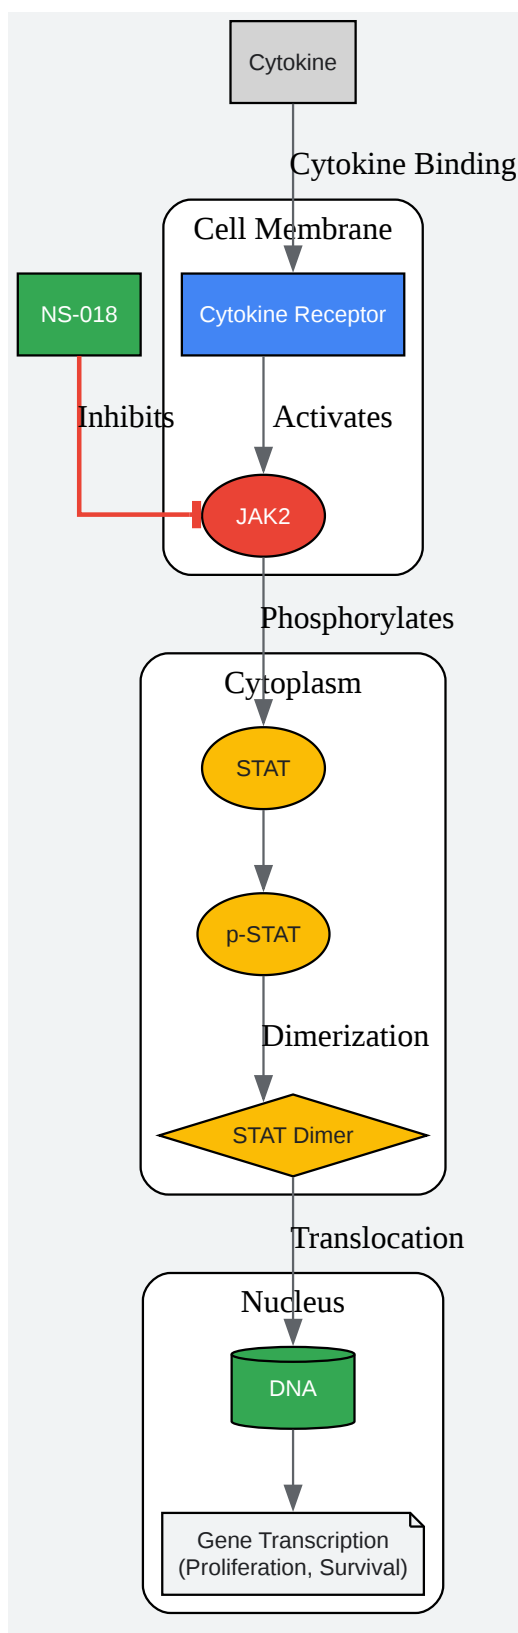 Cytokine
Cytokine Binding
Cell Membrane
NS-018
Cytokine Receptor
Inhibits
Activates
JAK2
Phosphorylates
Cytoplasm
STAT
p-STAT
Dimerization
STAT Dimer
Translocation
Nucleus
DNA
Gene Transcription
(Proliferation, Survival)